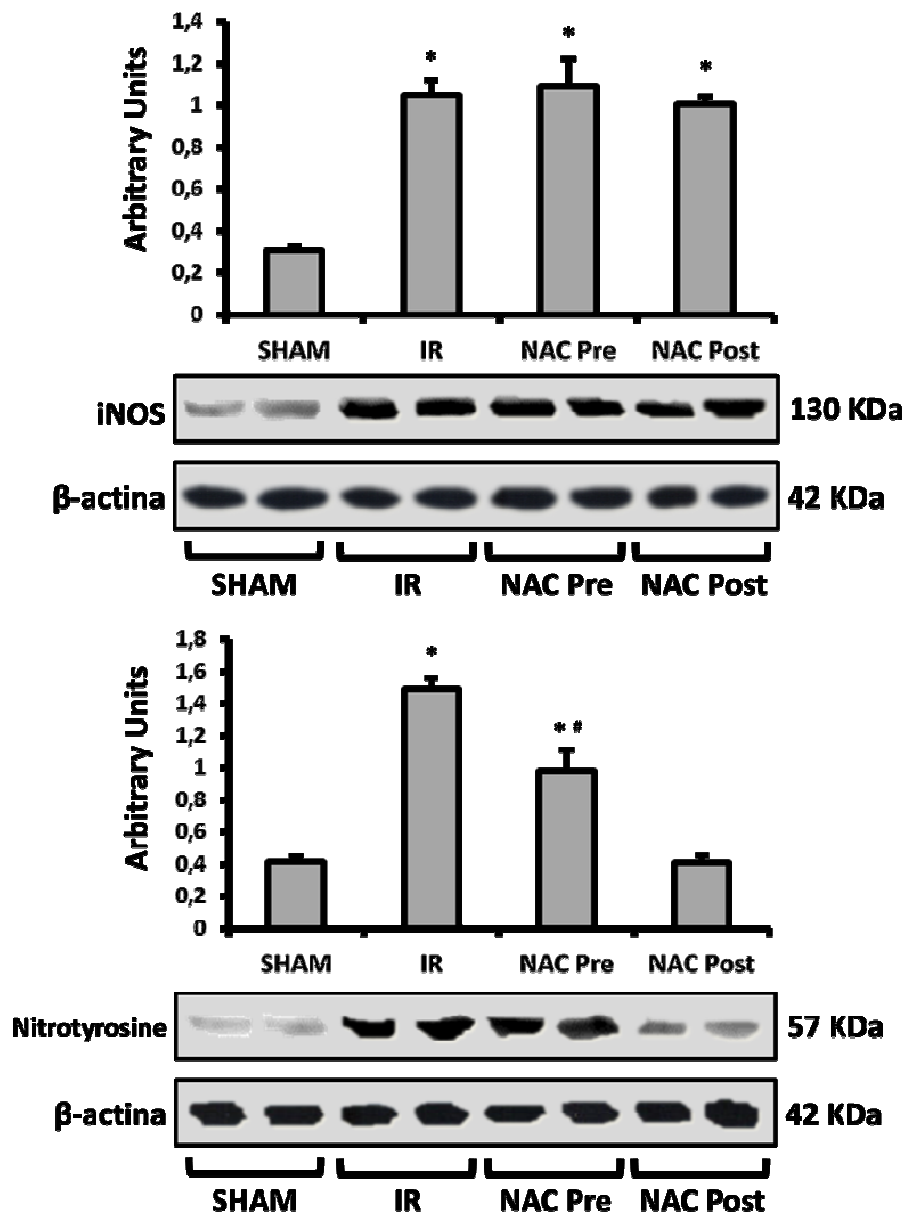 Arbitrary Units
1,4
1,2
1
0,8
0,6
0,4
0,2
0
*
*
*
SHAM IR NAC Pre NAC Post
iNOS 130 KDa
β-actina 42 KDa
SHAM IR NAC Pre NAC Post
Arbitrary Units
1,8
1,6
1,4
1,2
1
0,8
0,6
0,4
0,2
0
*
* #
SHAM IR NAC Pre NAC Post
Nitrotyrosine 57 KDa
β-actina 42 KDa
SHAM IR NAC Pre NAC Post